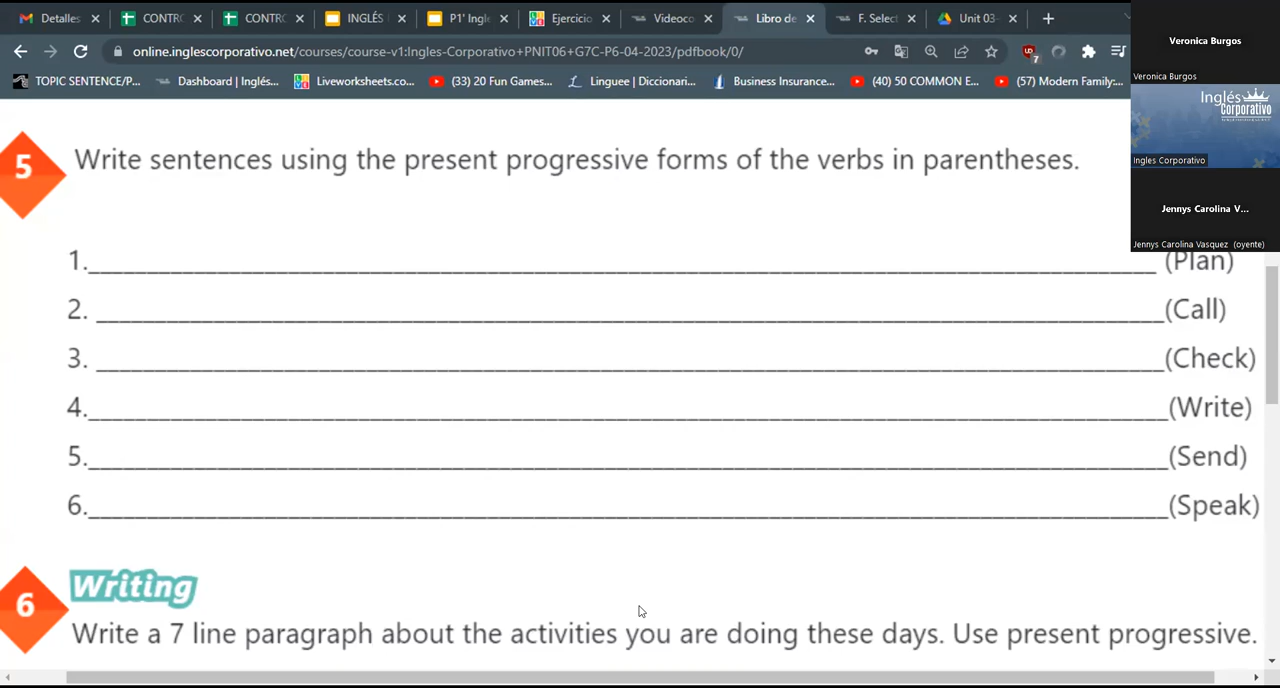 Detalles
CONTRO
CONTRO
INGLÉS
P1' Ingle
Ejercicio
Videoco
Libro de
F. Select
Unit 03-
online.inglescorporativo.net/courses/course-v1:Ingles-Corporativo+PNIT06+G7C-P6-04-2023/pdfbook/0/
7
TOPIC SENTENCE/P...
Dashboard | Inglés...
Liveworksheets.co...
(33) 20 Fun Games...
Linguee | Diccionari...
Business Insurance...
(40) 50 COMMON E...
(57) Modern Family:...
Veronica Burgos
Veronica Burgos
Inglés
Corporativo
Ingles Corporativo
Jennys Carolina V...
Jennys Carolina Vasquez (oyente)
5 Write sentences using the present progressive forms of the verbs in parentheses.
1.______ (Plan)
2. ______(Call)
3. ______(Check)
4.______(Write)
5.______(Send)
6.______(Speak)
6 Writing
Write a 7 line paragraph about the activities you are doing these days. Use present progressive.